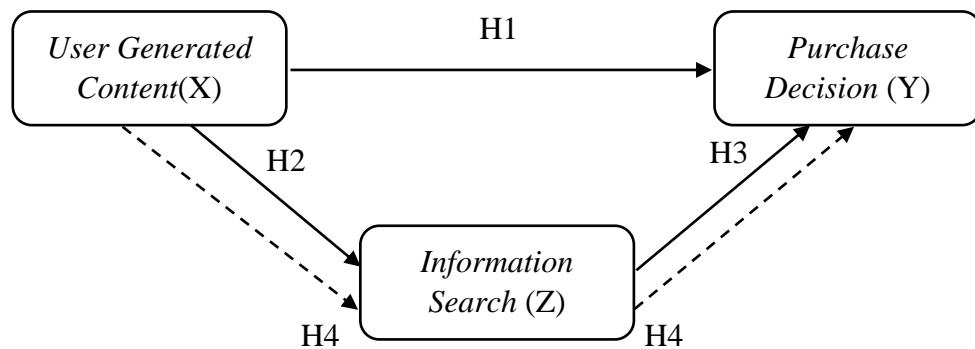 User Generated
Content(X)
H1
Purchase
Decision (Y)
H2
H3
Information
Search (Z)
H4
H4